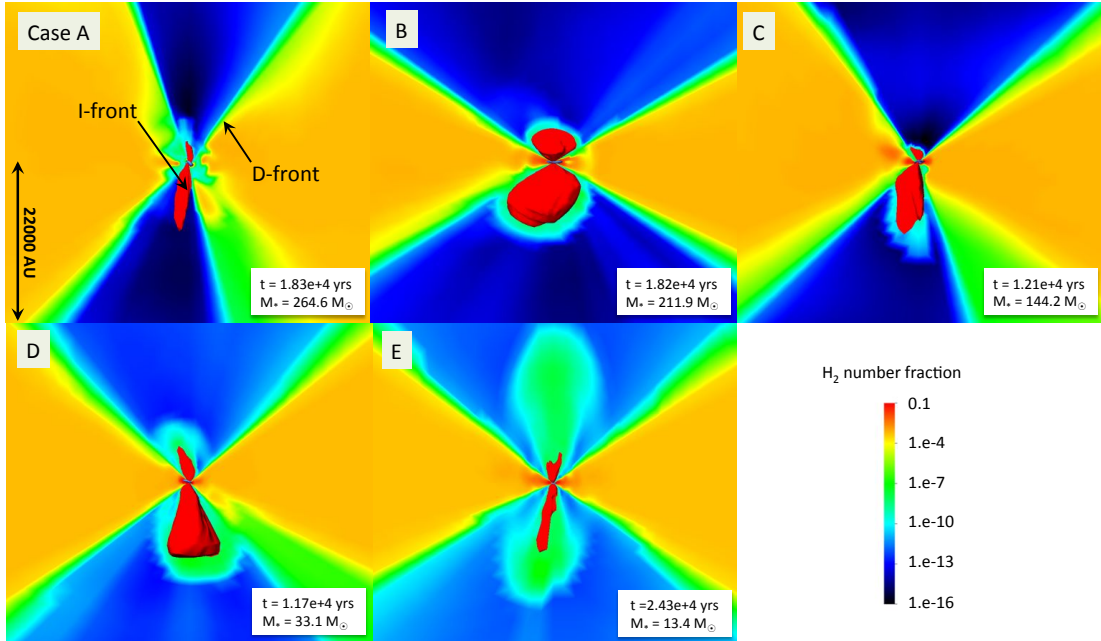 Case A
B
C
I-front
D-front
22000 AU
t = 1.83e+4 yrs
M* = 264.6 M☉
t = 1.82e+4 yrs
M* = 211.9 M☉
t = 1.21e+4 yrs
M* = 144.2 M☉
D
E
t = 1.17e+4 yrs
M* = 33.1 M☉
t =2.43e+4 yrs
M* = 13.4 M☉
H₂ number fraction
0.1
1.e-4
1.e-7
1.e-10
1.e-13
1.e-16